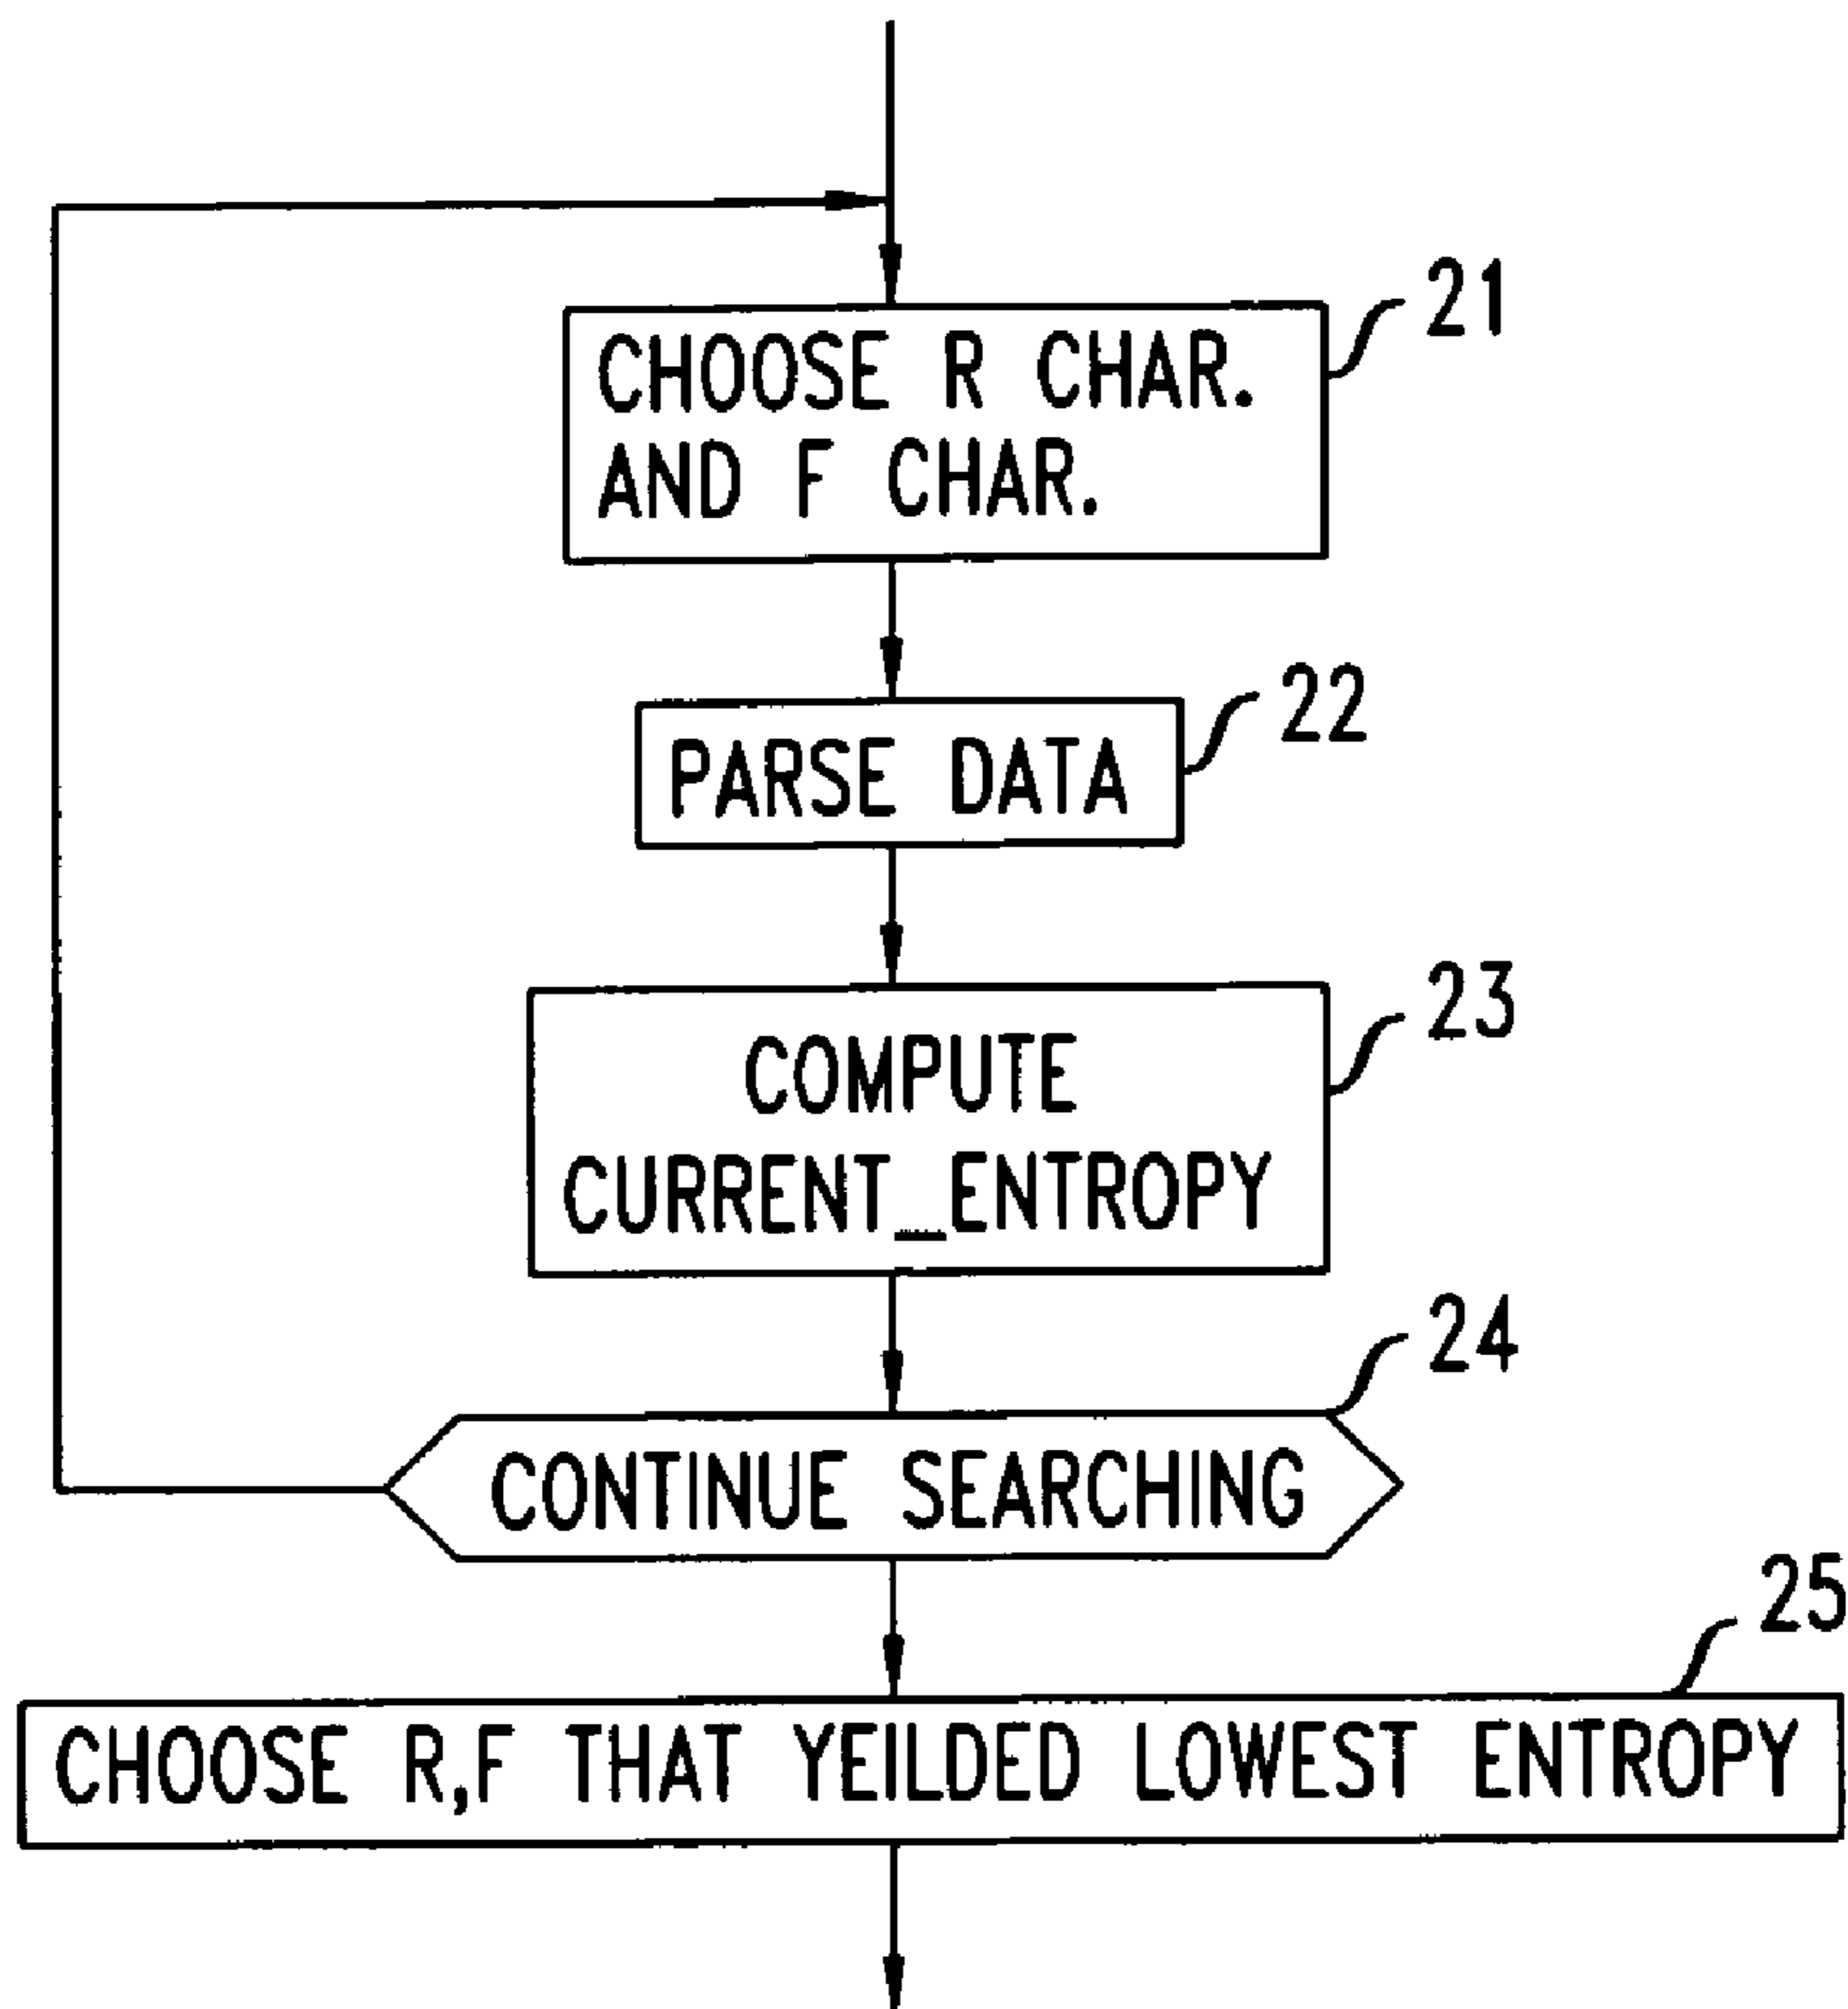 21
CHOOSE R CHAR.
AND F CHAR.
22
PARSE DATA
23
COMPUTE
CURRENT_ENTROPY
24
CONTINUE SEARCHING
25
CHOOSE R,F THAT YEILDED LOWEST ENTROPY